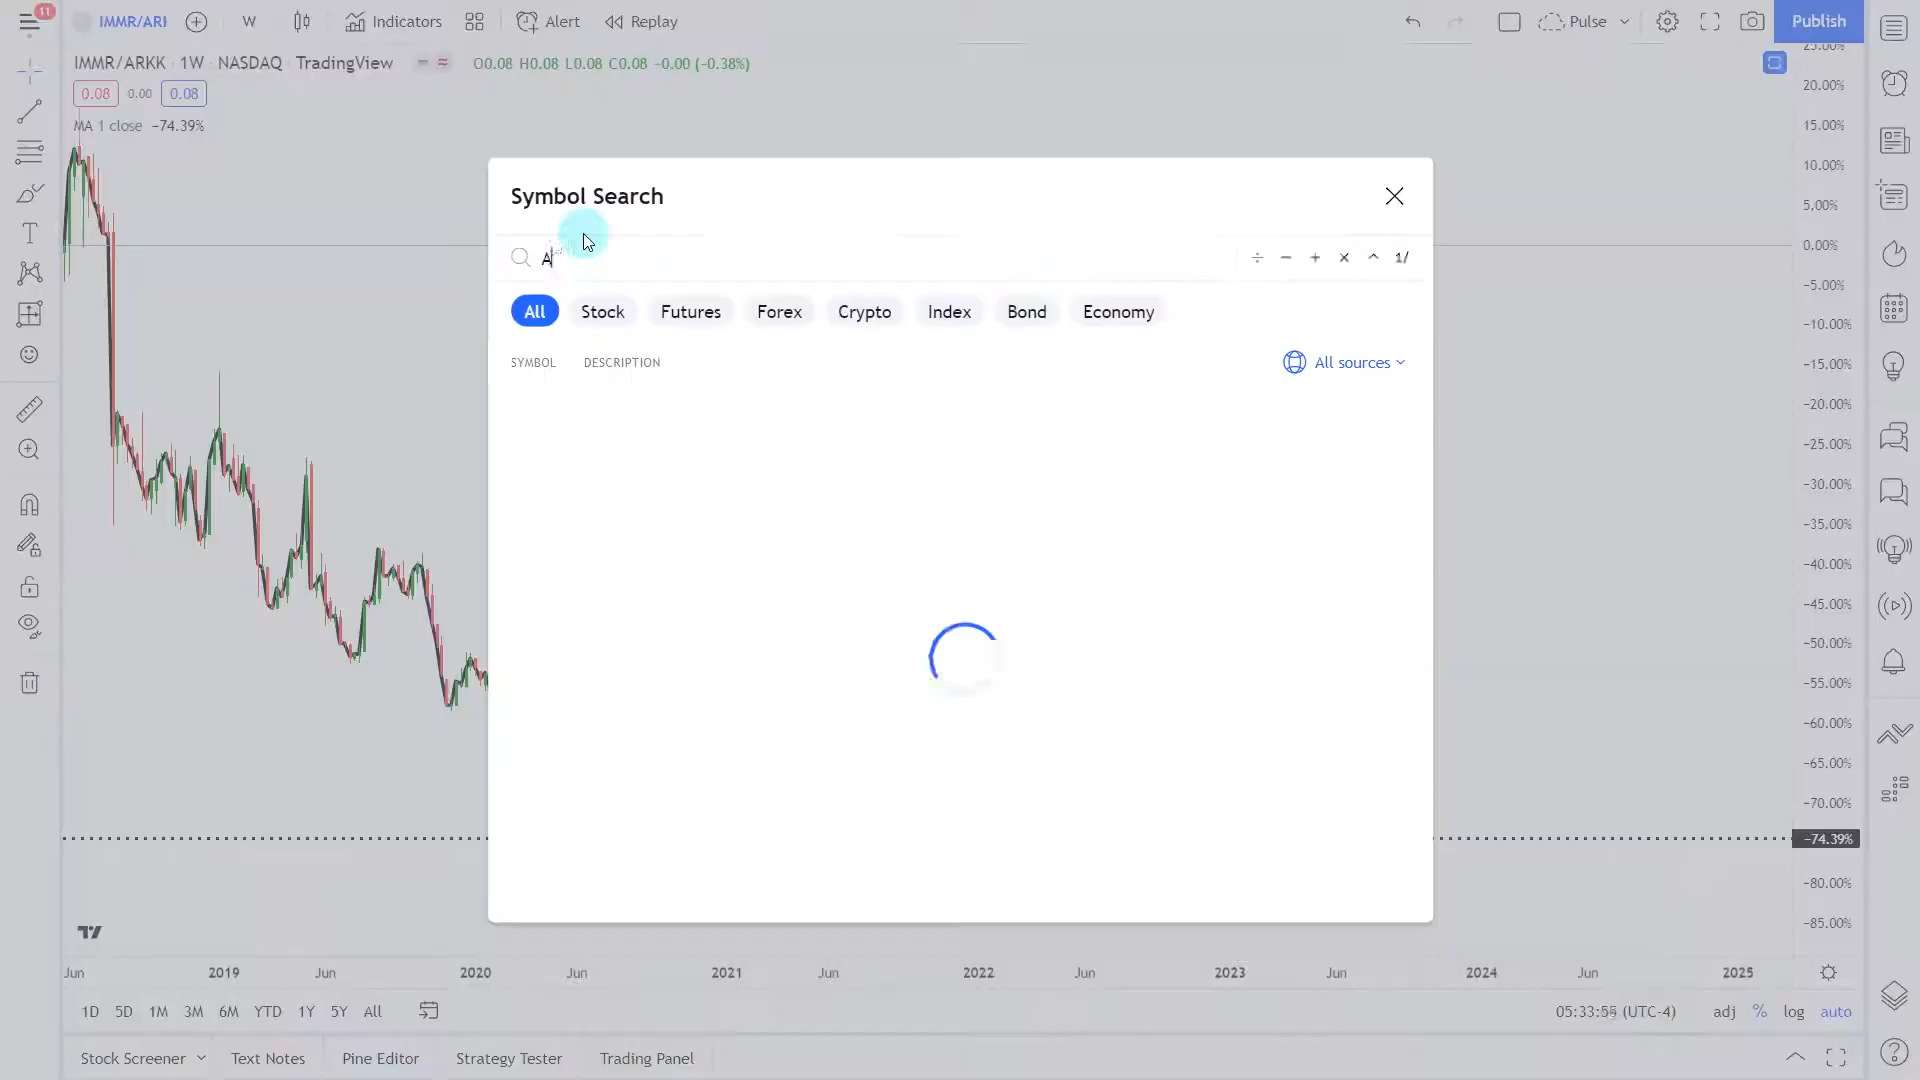 11
IMMR/ARI
W
Indicators
Alert
Replay
Pulse
Publish
IMMR/ARKK · 1W · NASDAQ · TradingView
O0.08 H0.08 L0.08 C0.08 −0.00 (−0.38%)
0.08
0.00
0.08
MA 1 close −74.39%
Symbol Search
A
÷ − + × ^ 1/
All
Stock
Futures
Forex
Crypto
Index
Bond
Economy
SYMBOL
DESCRIPTION
All sources
25.00%
20.00%
15.00%
10.00%
5.00%
0.00%
−5.00%
−10.00%
−15.00%
−20.00%
−25.00%
−30.00%
−35.00%
−40.00%
−45.00%
−50.00%
−55.00%
−60.00%
−65.00%
−70.00%
−74.39%
−80.00%
−85.00%
Jun 2019 Jun 2020 Jun 2021 Jun 2022 Jun 2023 Jun 2024 Jun 2025
1D 5D 1M 3M 6M YTD 1Y 5Y All
05:33:55 (UTC-4)
adj % log auto
Stock Screener
Text Notes
Pine Editor
Strategy Tester
Trading Panel